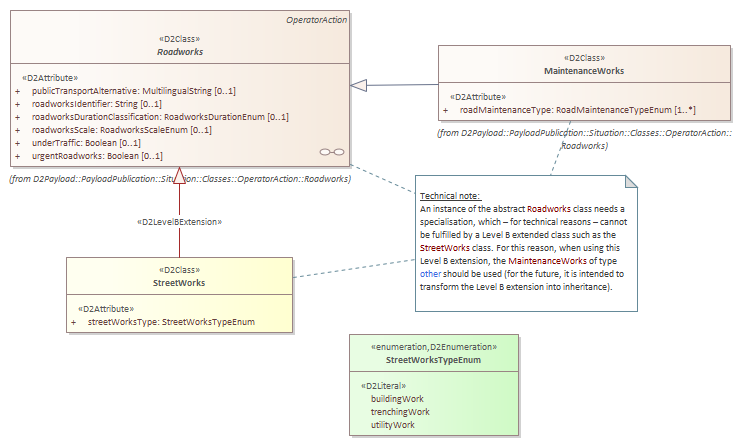 OperatorAction
«D2Class»
Roadworks
«D2Attribute»
+ publicTransportAlternative: MultilingualString [0..1]
+ roadworksIdentifier: String [0..1]
+ roadworksDurationClassification: RoadworksDurationEnum [0..1]
+ roadworksScale: RoadworksScaleEnum [0..1]
+ underTraffic: Boolean [0..1]
+ urgentRoadworks: Boolean [0..1]
(from D2Payload::PayloadPublication::Situation::Classes::OperatorAction::Roadworks)
«D2Class»
MaintenanceWorks
«D2Attribute»
+ roadMaintenanceType: RoadMaintenanceTypeEnum [1..*]
(from D2Payload::PayloadPublication::Situation::Classes::OperatorAction::
Roadworks)
«D2LevelBExtension»
«D2Class»
StreetWorks
«D2Attribute»
+ streetWorksType: StreetWorksTypeEnum
Technical note:
An instance of the abstract Roadworks class needs a
specialisation, which – for technical reasons – cannot
be fulfilled by a Level B extended class such as the
StreetWorks class. For this reason, when using this
Level B extension, the MaintenanceWorks of type
other should be used (for the future, it is intended to
transform the Level B extension into inheritance).
«enumeration,D2Enumeration»
StreetWorksTypeEnum
«D2Literal»
buildingWork
trenchingWork
utilityWork